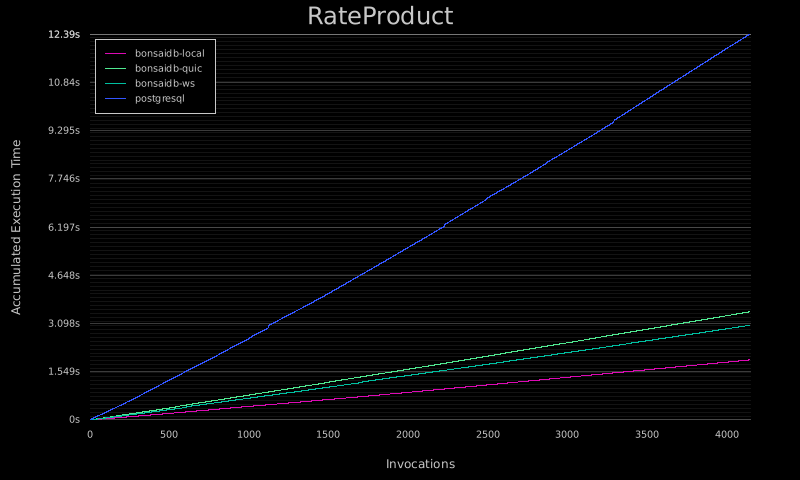 RateProduct
12.39s
10.84s
9.295s
7.746s
6.197s
4.648s
3.098s
1.549s
0s
bonsaidb-local
bonsaidb-quic
bonsaidb-ws
postgresql
Accumulated Execution Time
0 500 1000 1500 2000 2500 3000 3500 4000
Invocations